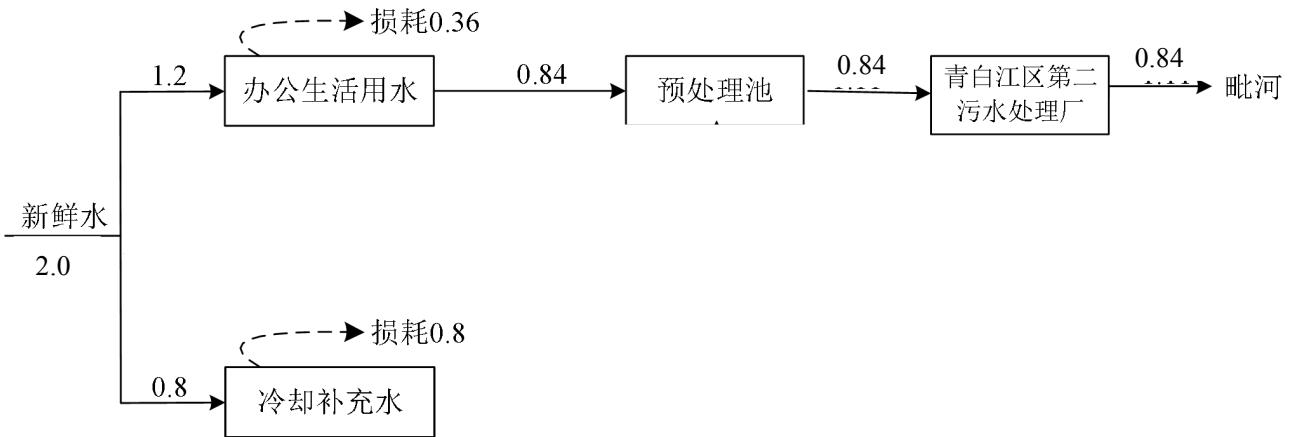 损耗0.36
1.2
办公生活用水
0.84
预处理池
0.84
青白江区第二
污水处理厂
0.84
毗河
新鲜水
2.0
损耗0.8
0.8
冷却补充水